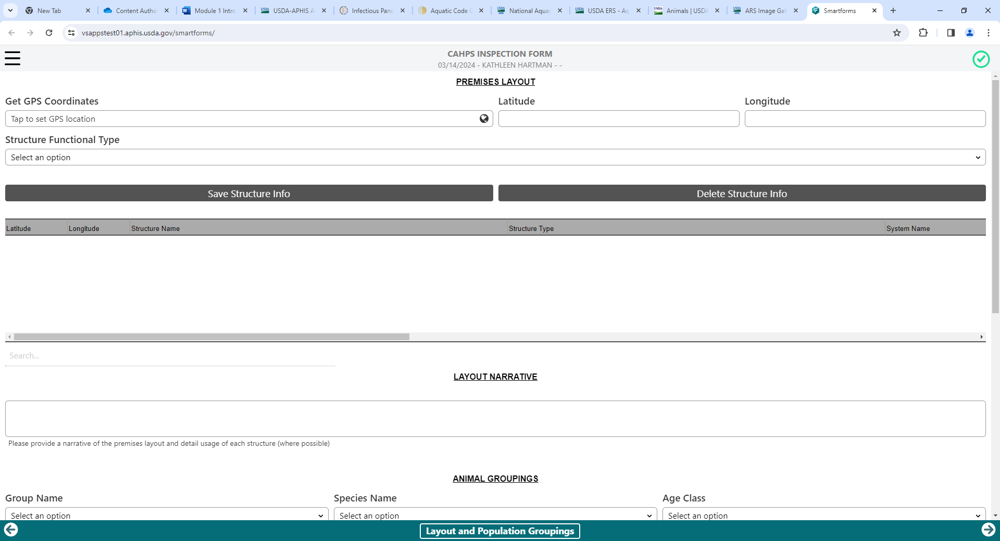 New Tab
Content Autho
Module 1 Intro
USDA-APHIS A
Infectious Panc
Aquatic Code
National Aquac
USDA ERS - Aq
Animals | USDA
ARS Image Gal
Smartforms
vsappstest01.aphis.usda.gov/smartforms/
CAHPS INSPECTION FORM
03/14/2024 - KATHLEEN HARTMAN - -
PREMISES LAYOUT
Get GPS Coordinates
Latitude
Longitude
Tap to set GPS location
Structure Functional Type
Select an option
Save Structure Info
Delete Structure Info
Latitude
Longitude
Structure Name
Structure Type
System Name
Search...
LAYOUT NARRATIVE
Please provide a narrative of the premises layout and detail usage of each structure (where possible)
ANIMAL GROUPINGS
Group Name
Species Name
Age Class
Select an option
Select an option
Select an option
Layout and Population Groupings